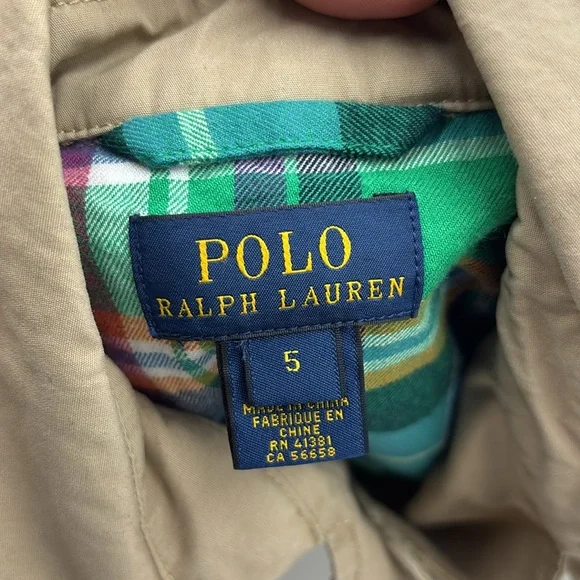 POLO
RALPH LAUREN
5
MADE IN CHINA
FABRIQUE EN
CHINE
RN 41381
CA 56658